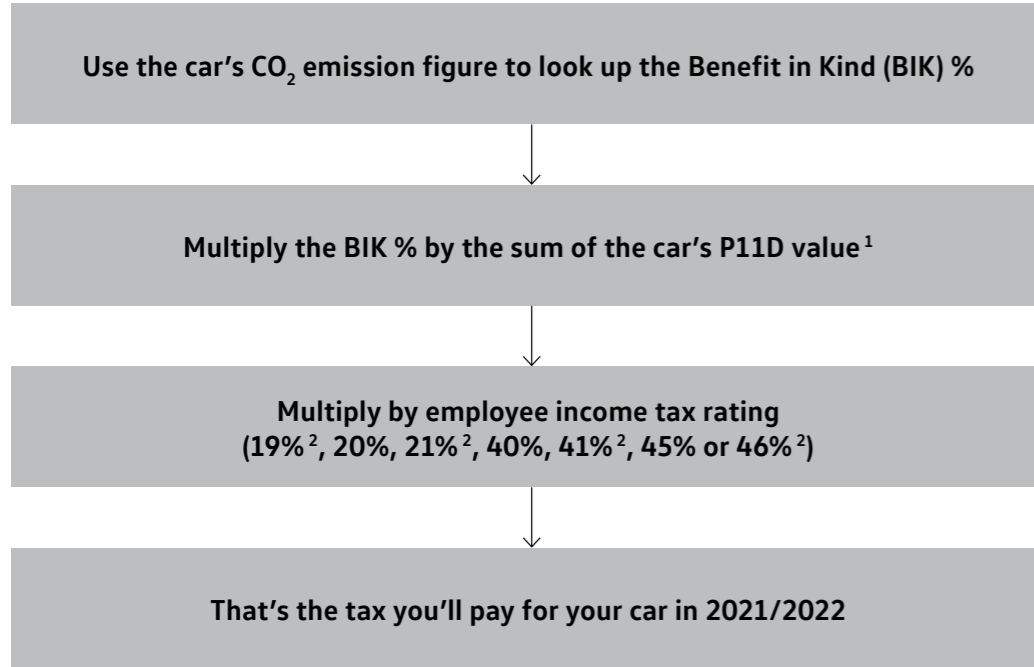 Use the car's CO₂ emission figure to look up the Benefit in Kind (BIK) %
Multiply the BIK % by the sum of the car's P11D value ¹
Multiply by employee income tax rating
(19% ², 20%, 21% ², 40%, 41% ², 45% or 46% ²)
That's the tax you'll pay for your car in 2021/2022